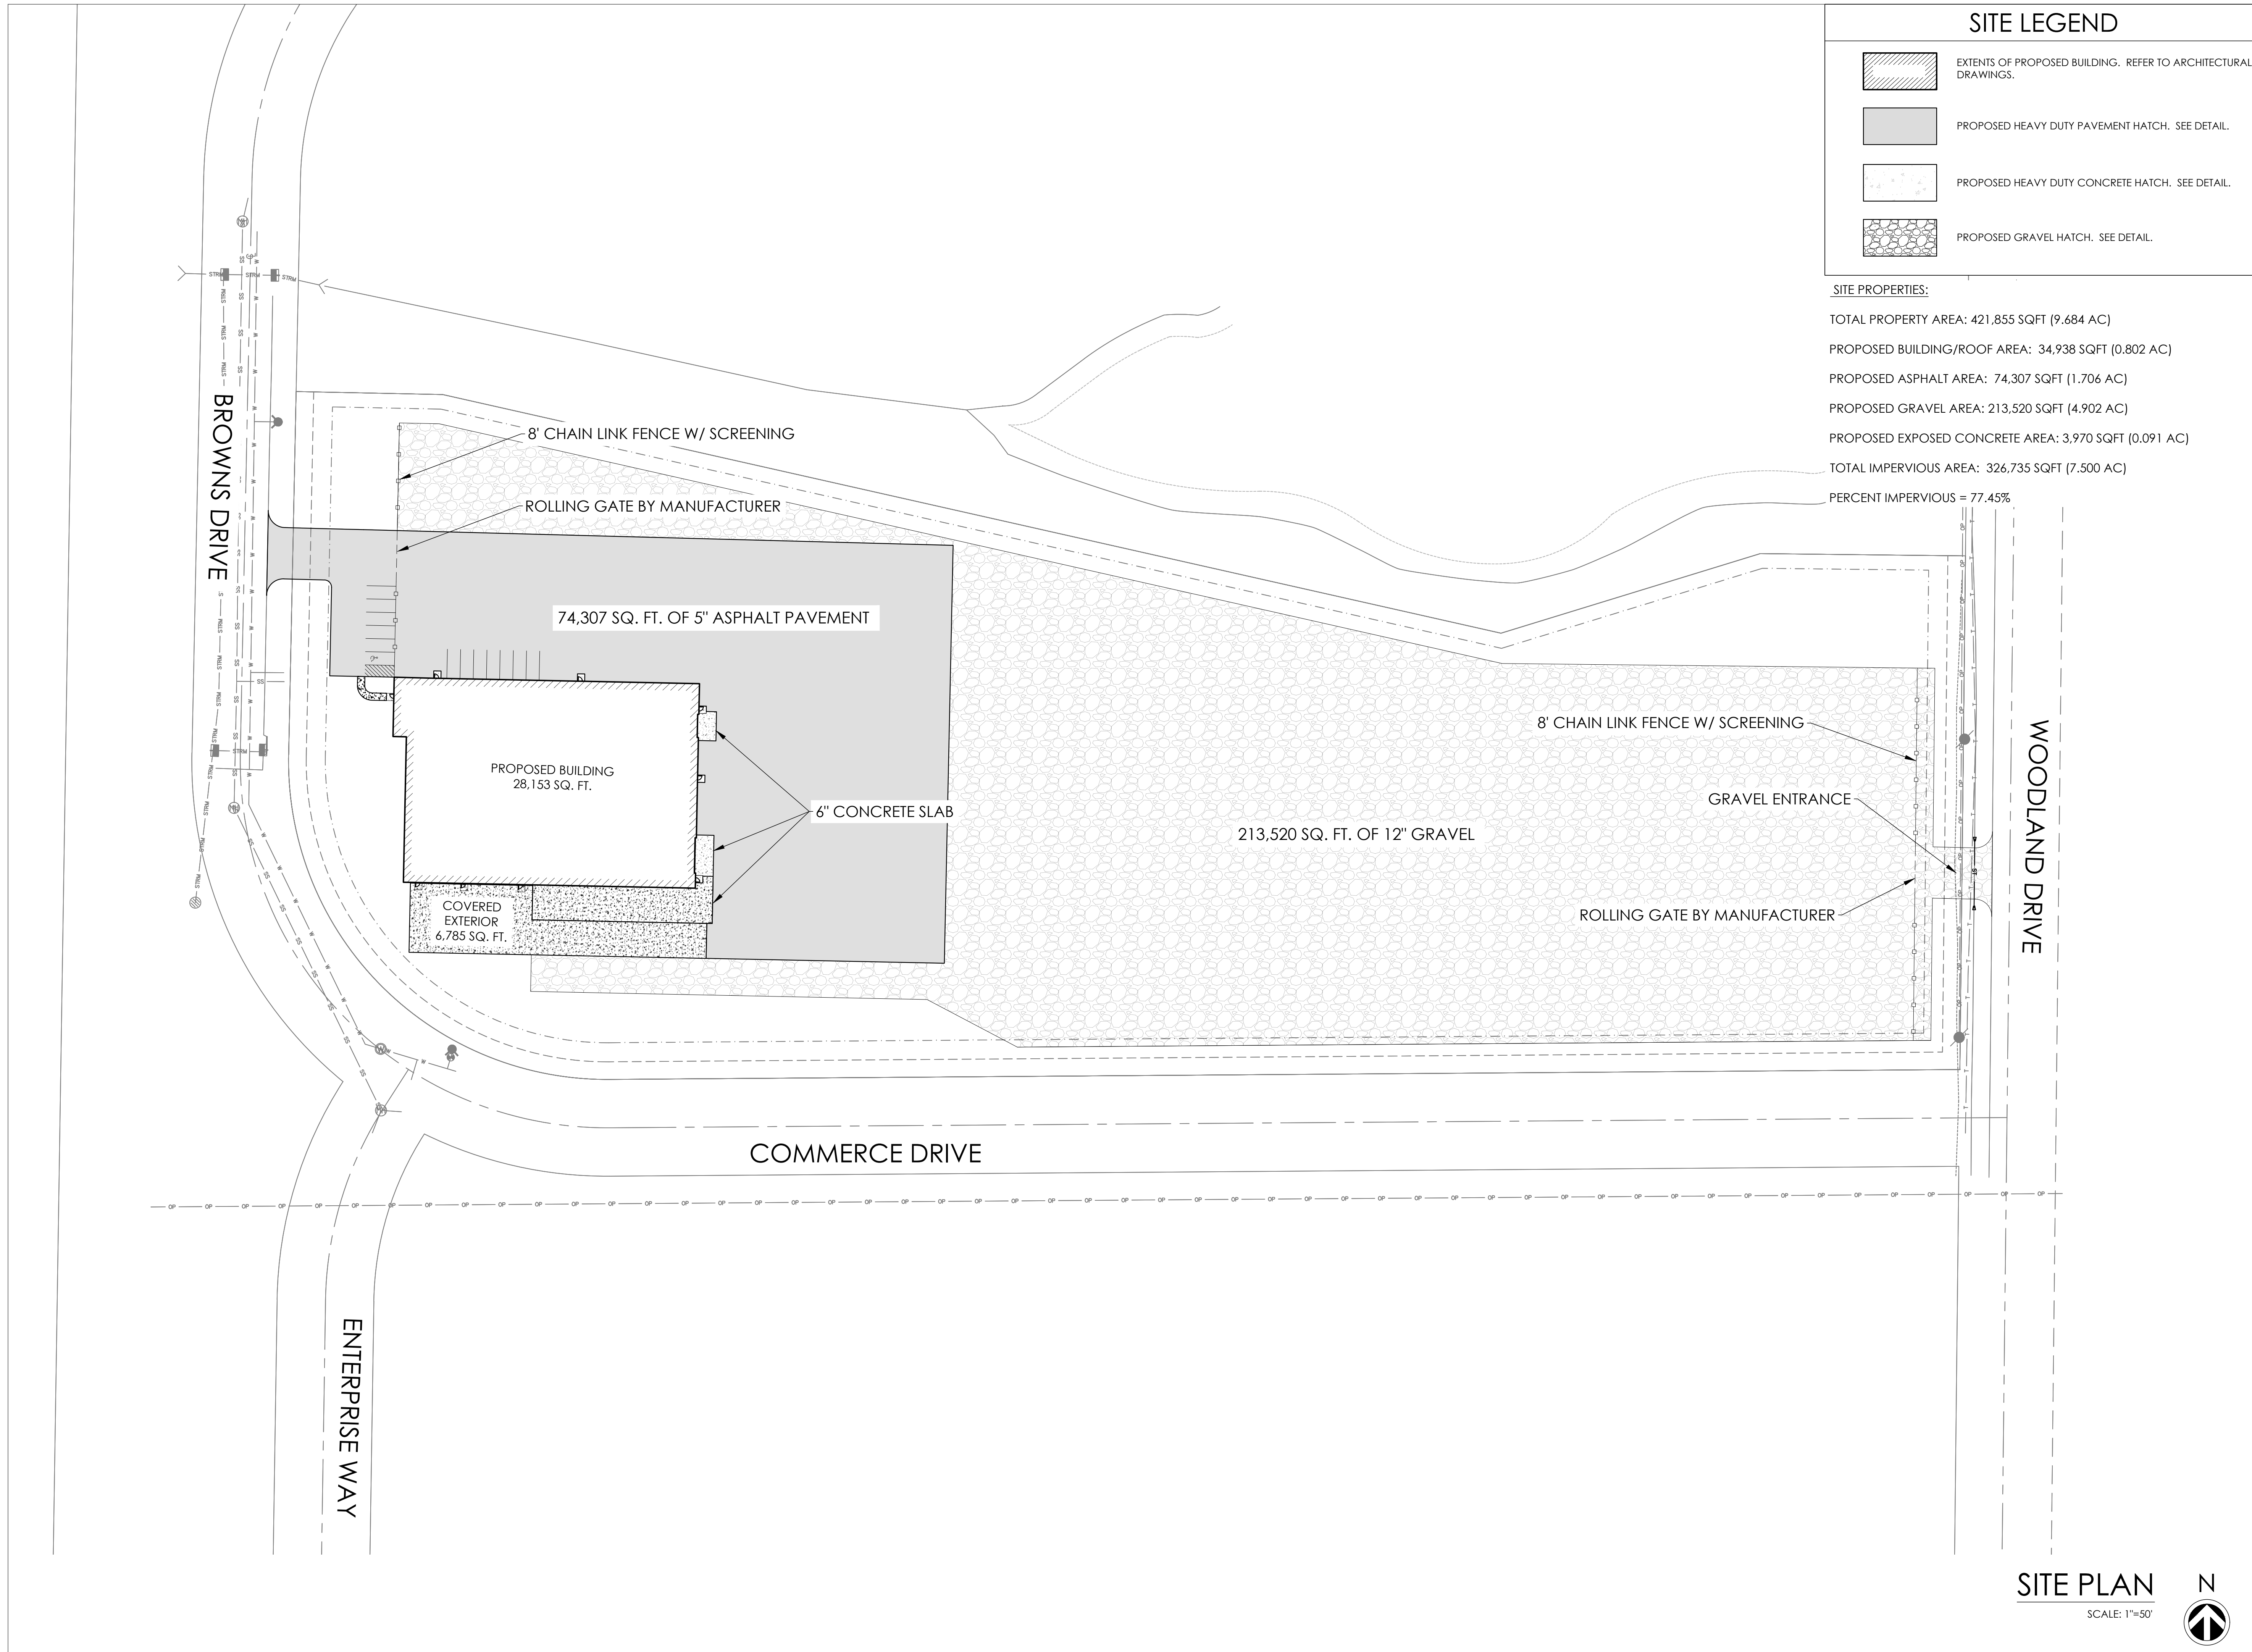 SITE LEGEND
EXTENTS OF PROPOSED BUILDING. REFER TO ARCHITECTURAL
DRAWINGS.
PROPOSED HEAVY DUTY PAVEMENT HATCH. SEE DETAIL.
PROPOSED HEAVY DUTY CONCRETE HATCH. SEE DETAIL.
PROPOSED GRAVEL HATCH. SEE DETAIL.
SITE PROPERTIES:
TOTAL PROPERTY AREA: 421,855 SQFT (9.684 AC)
PROPOSED BUILDING/ROOF AREA: 34,938 SQFT (0.802 AC)
PROPOSED ASPHALT AREA: 74,307 SQFT (1.706 AC)
PROPOSED GRAVEL AREA: 213,520 SQFT (4.902 AC)
PROPOSED EXPOSED CONCRETE AREA: 3,970 SQFT (0.091 AC)
TOTAL IMPERVIOUS AREA: 326,735 SQFT (7.500 AC)
PERCENT IMPERVIOUS = 77.45%
BROWNS DRIVE
8' CHAIN LINK FENCE W/ SCREENING
ROLLING GATE BY MANUFACTURER
74,307 SQ. FT. OF 5" ASPHALT PAVEMENT
PROPOSED BUILDING
28,153 SQ. FT.
6" CONCRETE SLAB
COVERED
EXTERIOR
6,785 SQ. FT.
213,520 SQ. FT. OF 12" GRAVEL
8' CHAIN LINK FENCE W/ SCREENING
GRAVEL ENTRANCE
ROLLING GATE BY MANUFACTURER
WOODLAND DRIVE
COMMERCE DRIVE
ENTERPRISE WAY
SITE PLAN
SCALE: 1"=50'
N